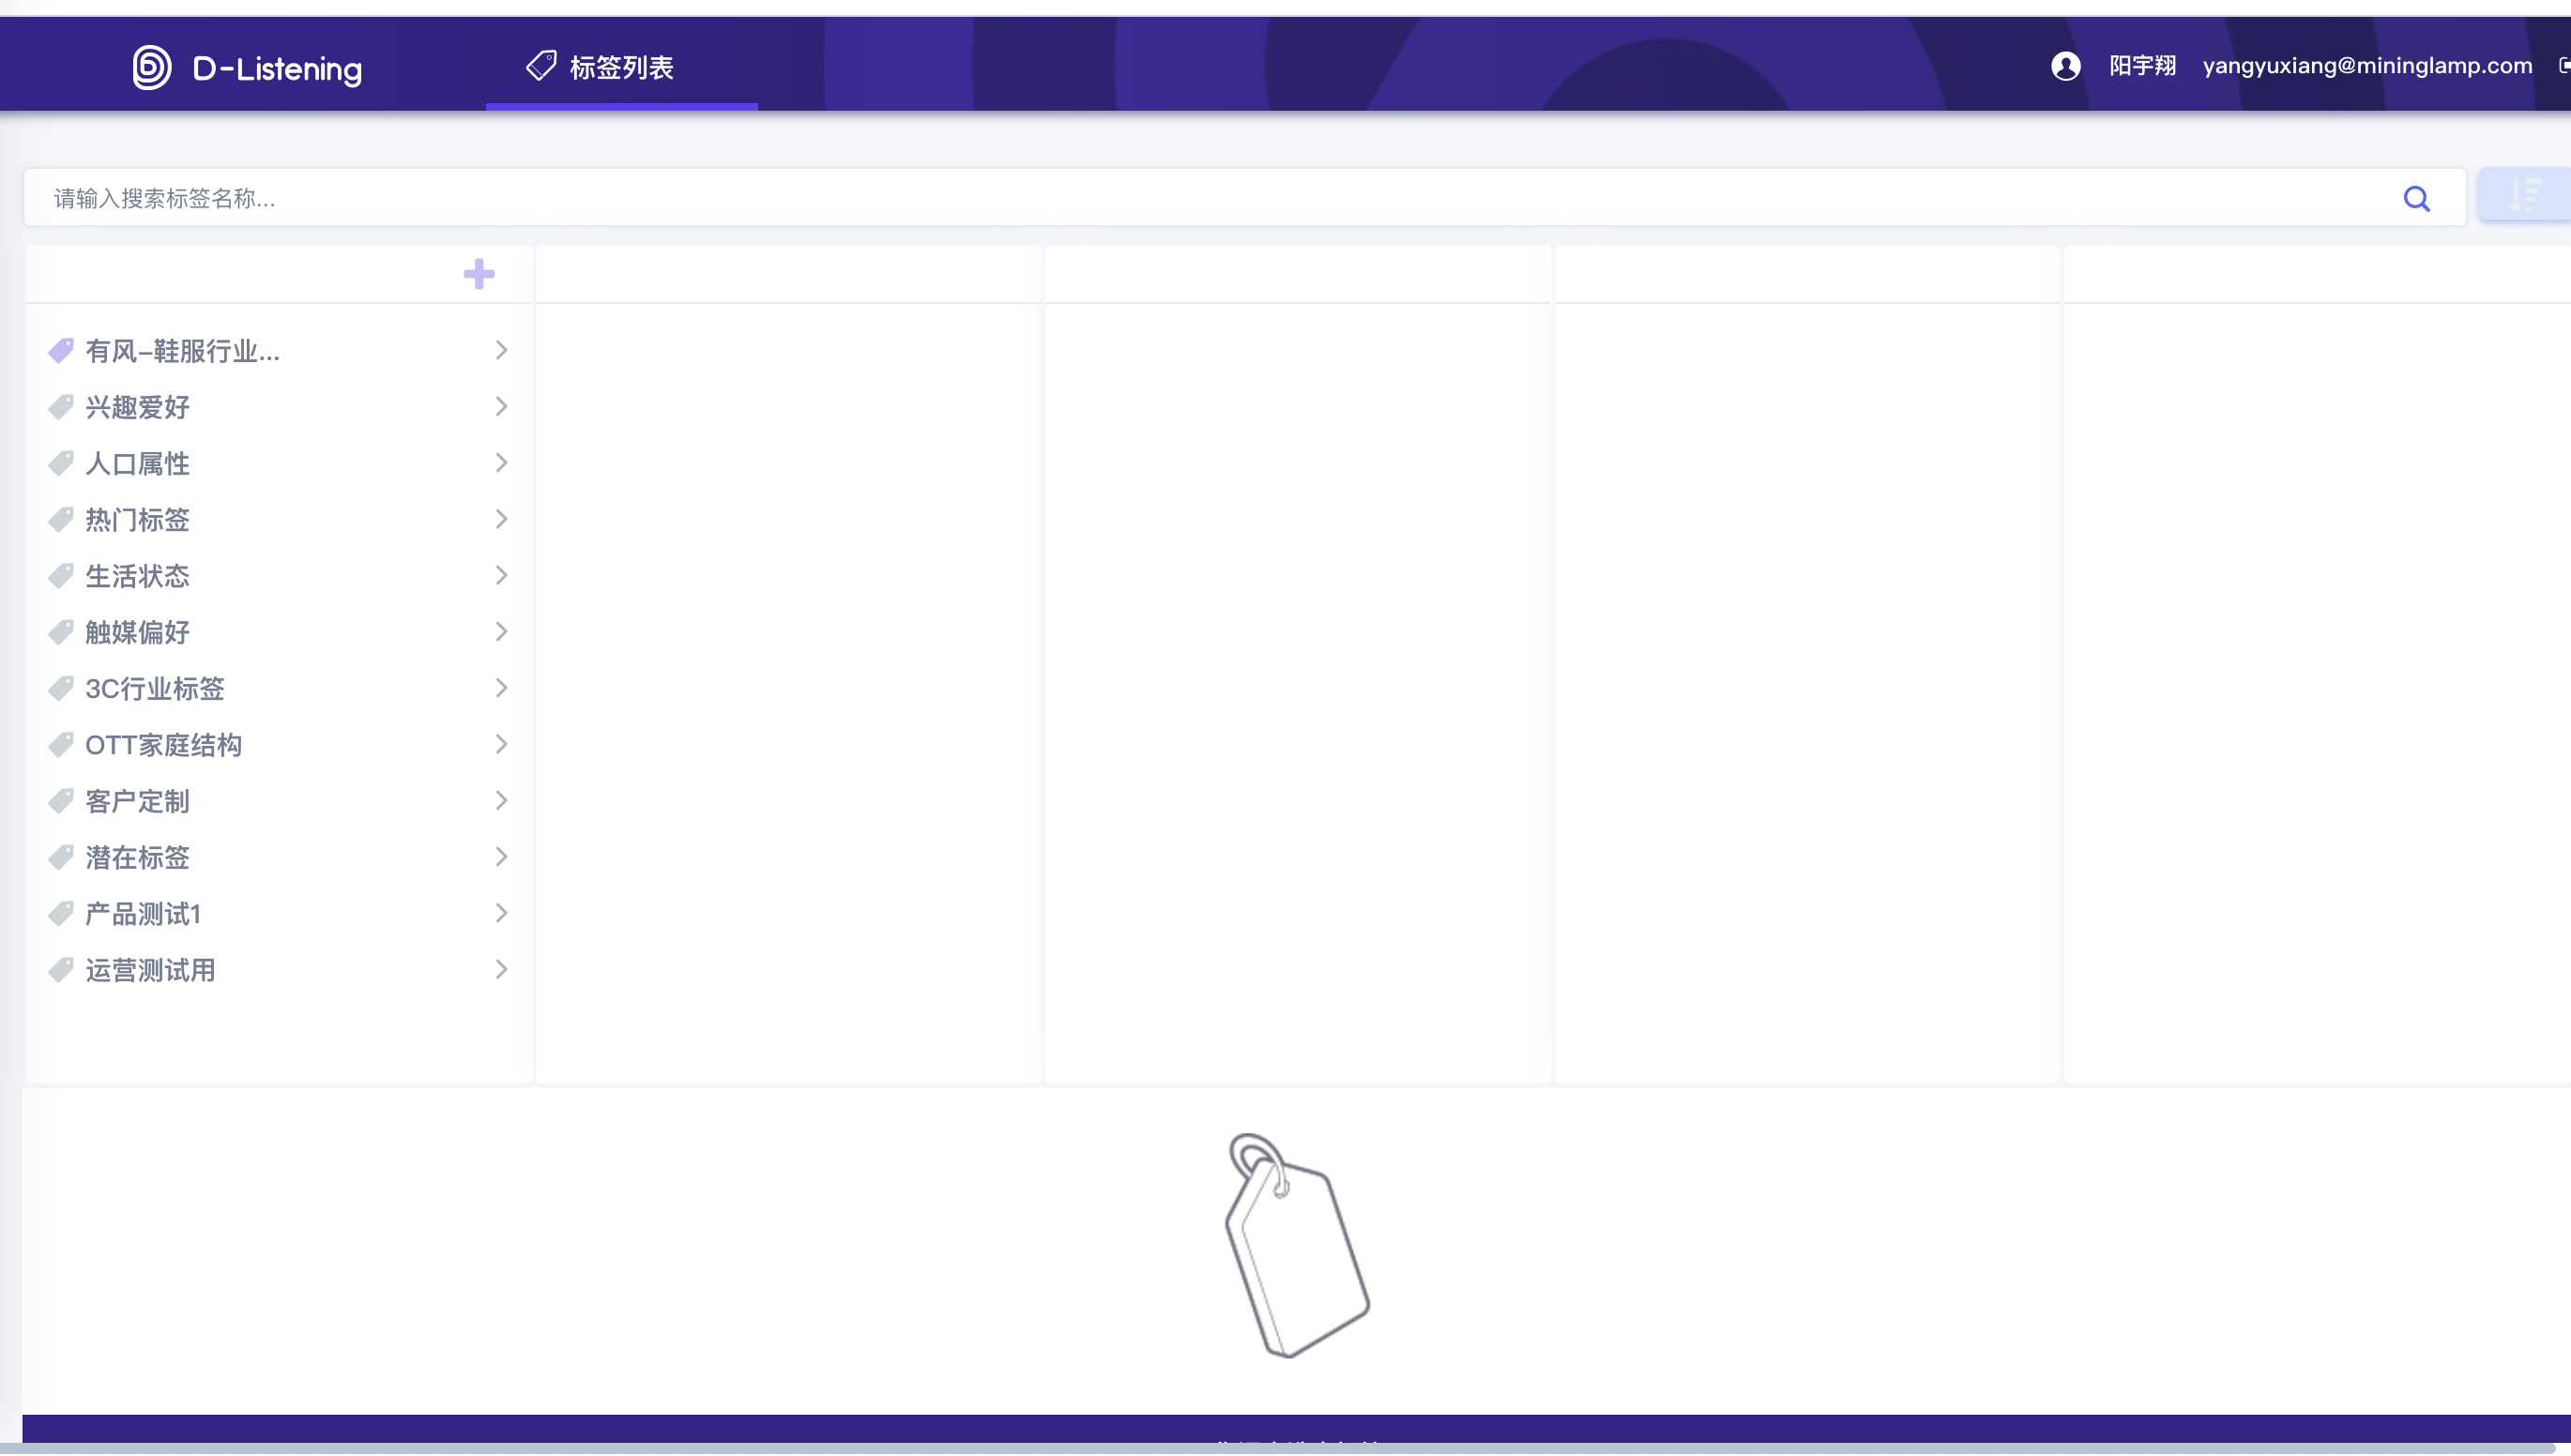 D-Listening
标签列表
阳宇翔 yangyuxiang@mininglamp.com
请输入搜索标签名称...
有风-鞋服行业...
兴趣爱好
人口属性
热门标签
生活状态
触媒偏好
3C行业标签
OTT家庭结构
客户定制
潜在标签
产品测试1
运营测试用